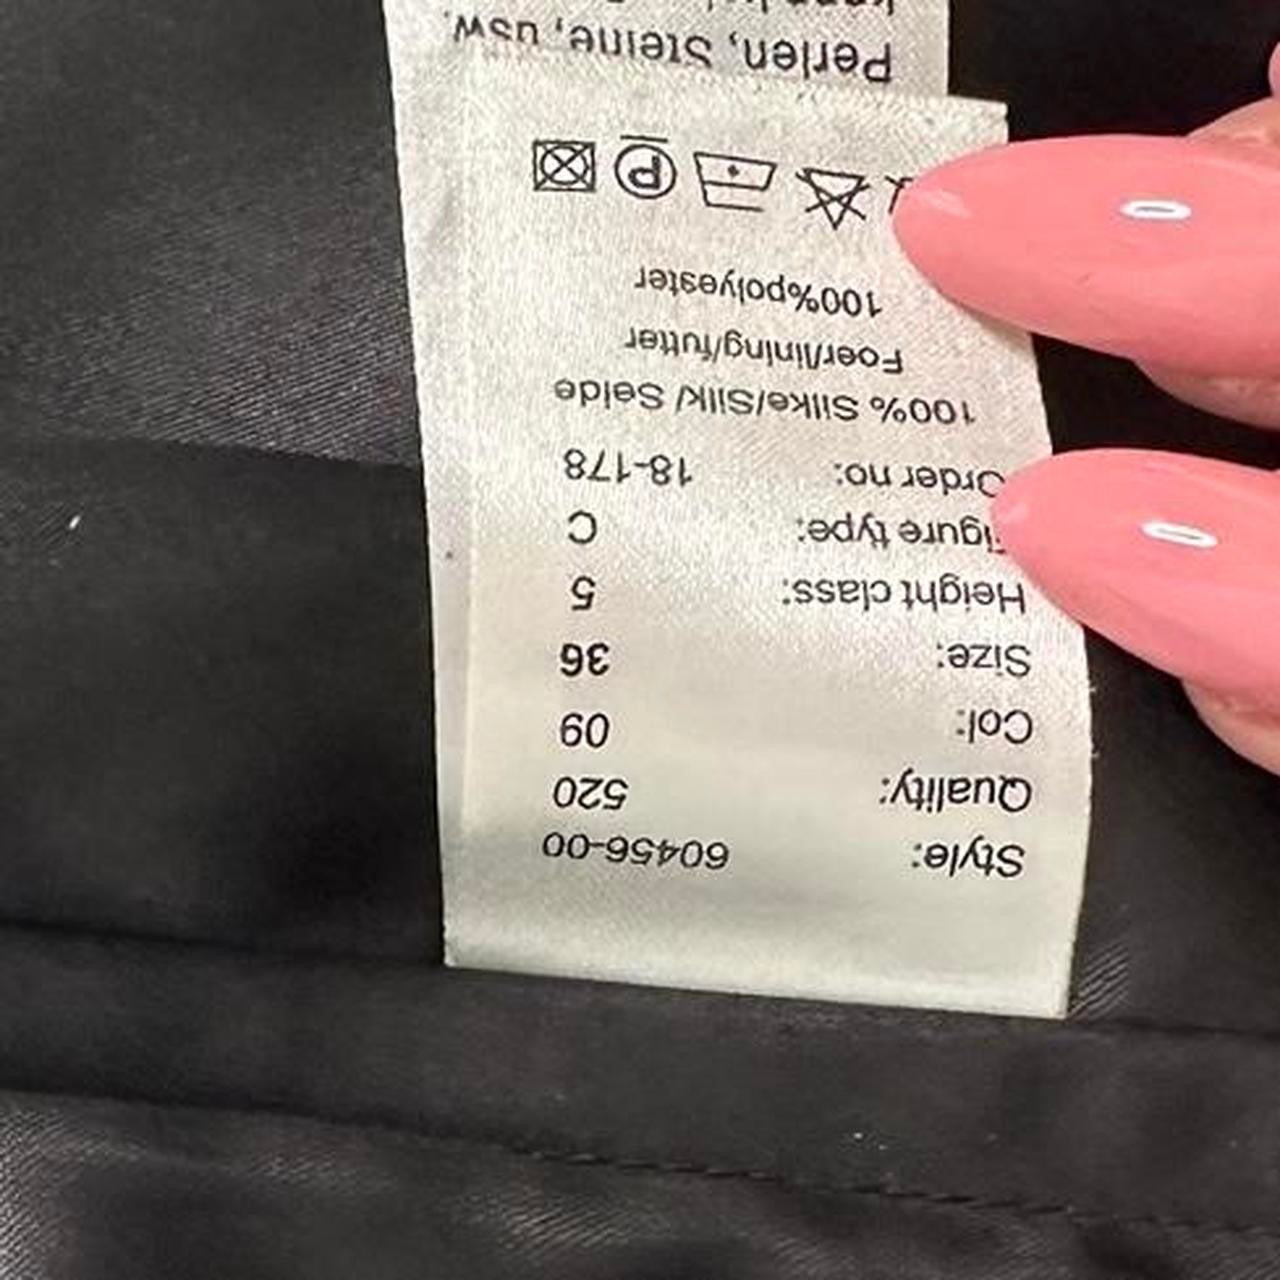 Style: 60456-00
Quality: 520
Col: 09
Size: 36
Height class: 5
igure type: C
Order no: 18-178
100% Silke/Silk/ Seide
Foer/lining/futter
100%polyester
P
Perlen, Steine, usw.